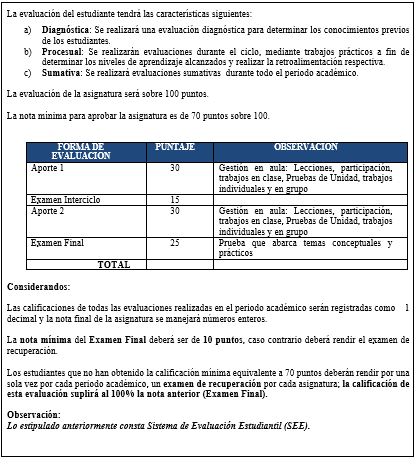 La evaluación del estudiante tendrá las características siguientes:
a) Diagnóstica: Se realizará una evaluación diagnóstica para determinar los conocimientos previos
de los estudiantes.
b) Procesual: Se realizarán evaluaciones durante el ciclo, mediante trabajos prácticos a fin de
determinar los niveles de aprendizaje alcanzados y realizar la retroalimentación respectiva.
c) Sumativa: Se realizará evaluaciones sumativas durante todo el periodo académico.
La evaluación de la asignatura será sobre 100 puntos.
La nota mínima para aprobar la asignatura es de 70 puntos sobre 100.
FORMA DE EVALUACIÓN PUNTAJE OBSERVACIÓN
Aporte 1 30 Gestión en aula: Lecciones, participación,
trabajos en clase, Pruebas de Unidad, trabajos
individuales y en grupo
Examen Interciclo 15
Aporte 2 30 Gestión en aula: Lecciones, participación,
trabajos en clase, Pruebas de Unidad, trabajos
individuales y en grupo
Examen Final 25 Prueba que abarca temas conceptuales y
prácticos
TOTAL
Considerandos:
Las calificaciones de todas las evaluaciones realizadas en el periodo académico serán registradas como 1
decimal y la nota final de la asignatura se manejará números enteros.
La nota mínima del Examen Final deberá ser de 10 puntos, caso contrario deberá rendir el examen de
recuperación.
Los estudiantes que no han obtenido la calificación mínima equivalente a 70 puntos deberán rendir por una
sola vez por cada periodo académico, un examen de recuperación por cada asignatura; la calificación de
esta evaluación suplirá al 100% la nota anterior (Examen Final).
Observación:
Lo estipulado anteriormente consta Sistema de Evaluación Estudiantil (SEE).